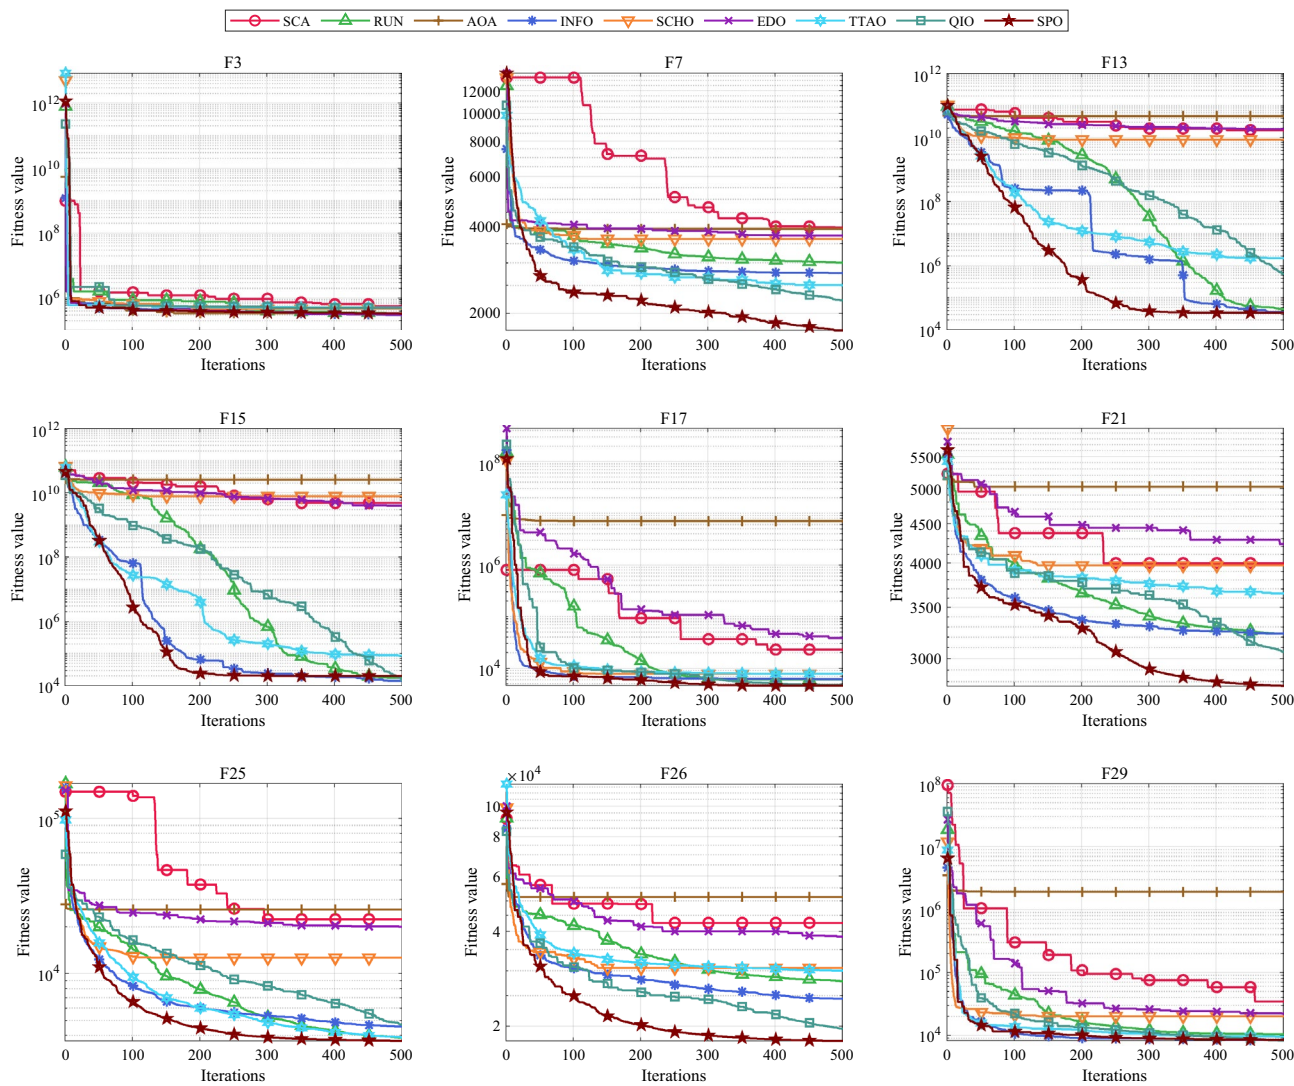 SCA RUN AOA INFO SCHO EDO TTAO QIO SPO
F3
Fitness value
10^12
10^10
10^8
10^6
0 100 200 300 400 500
Iterations
F7
Fitness value
12000
10000
8000
6000
4000
2000
0 100 200 300 400 500
Iterations
F13
Fitness value
10^12
10^10
10^8
10^6
10^4
0 100 200 300 400 500
Iterations
F15
Fitness value
10^12
10^10
10^8
10^6
10^4
0 100 200 300 400 500
Iterations
F17
Fitness value
10^8
10^6
10^4
0 100 200 300 400 500
Iterations
F21
Fitness value
5500
5000
4500
4000
3500
3000
0 100 200 300 400 500
Iterations
F25
Fitness value
10^5
10^4
0 100 200 300 400 500
Iterations
F26
×10^4
Fitness value
10
8
6
4
2
0 100 200 300 400 500
Iterations
F29
Fitness value
10^8
10^7
10^6
10^5
10^4
0 100 200 300 400 500
Iterations